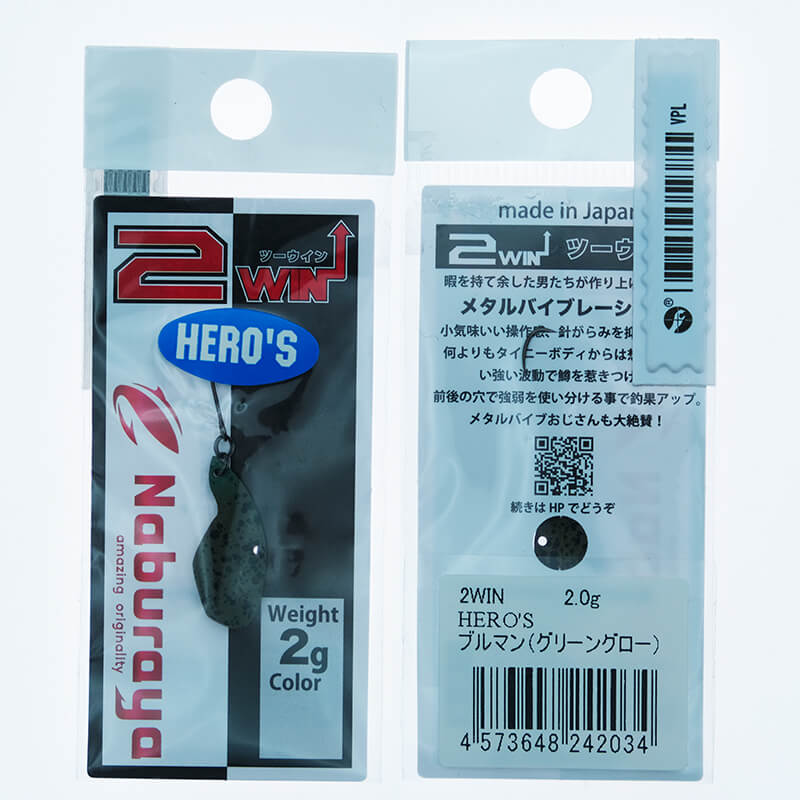 2
ツーウイン
WIN
HERO'S
Naburaya
amazing originality
Weight
2g
Color
VPL
®
made in Japan
2WIN ツーウイ
暇を持て余した男たちが作り上げ
メタルバイブレーシ
小気味いい操作感、針がらみを抑
何よりもタイニーボディからは想
い強い波動で鱒を惹きつけ
前後の穴で強弱を使い分ける事で釣果アップ。
メタルバイブおじさんも大絶賛！
続きは HP でどうぞ
2WIN 2.0g
HERO'S
ブルマン(グリーングロー)
4 573648 242034